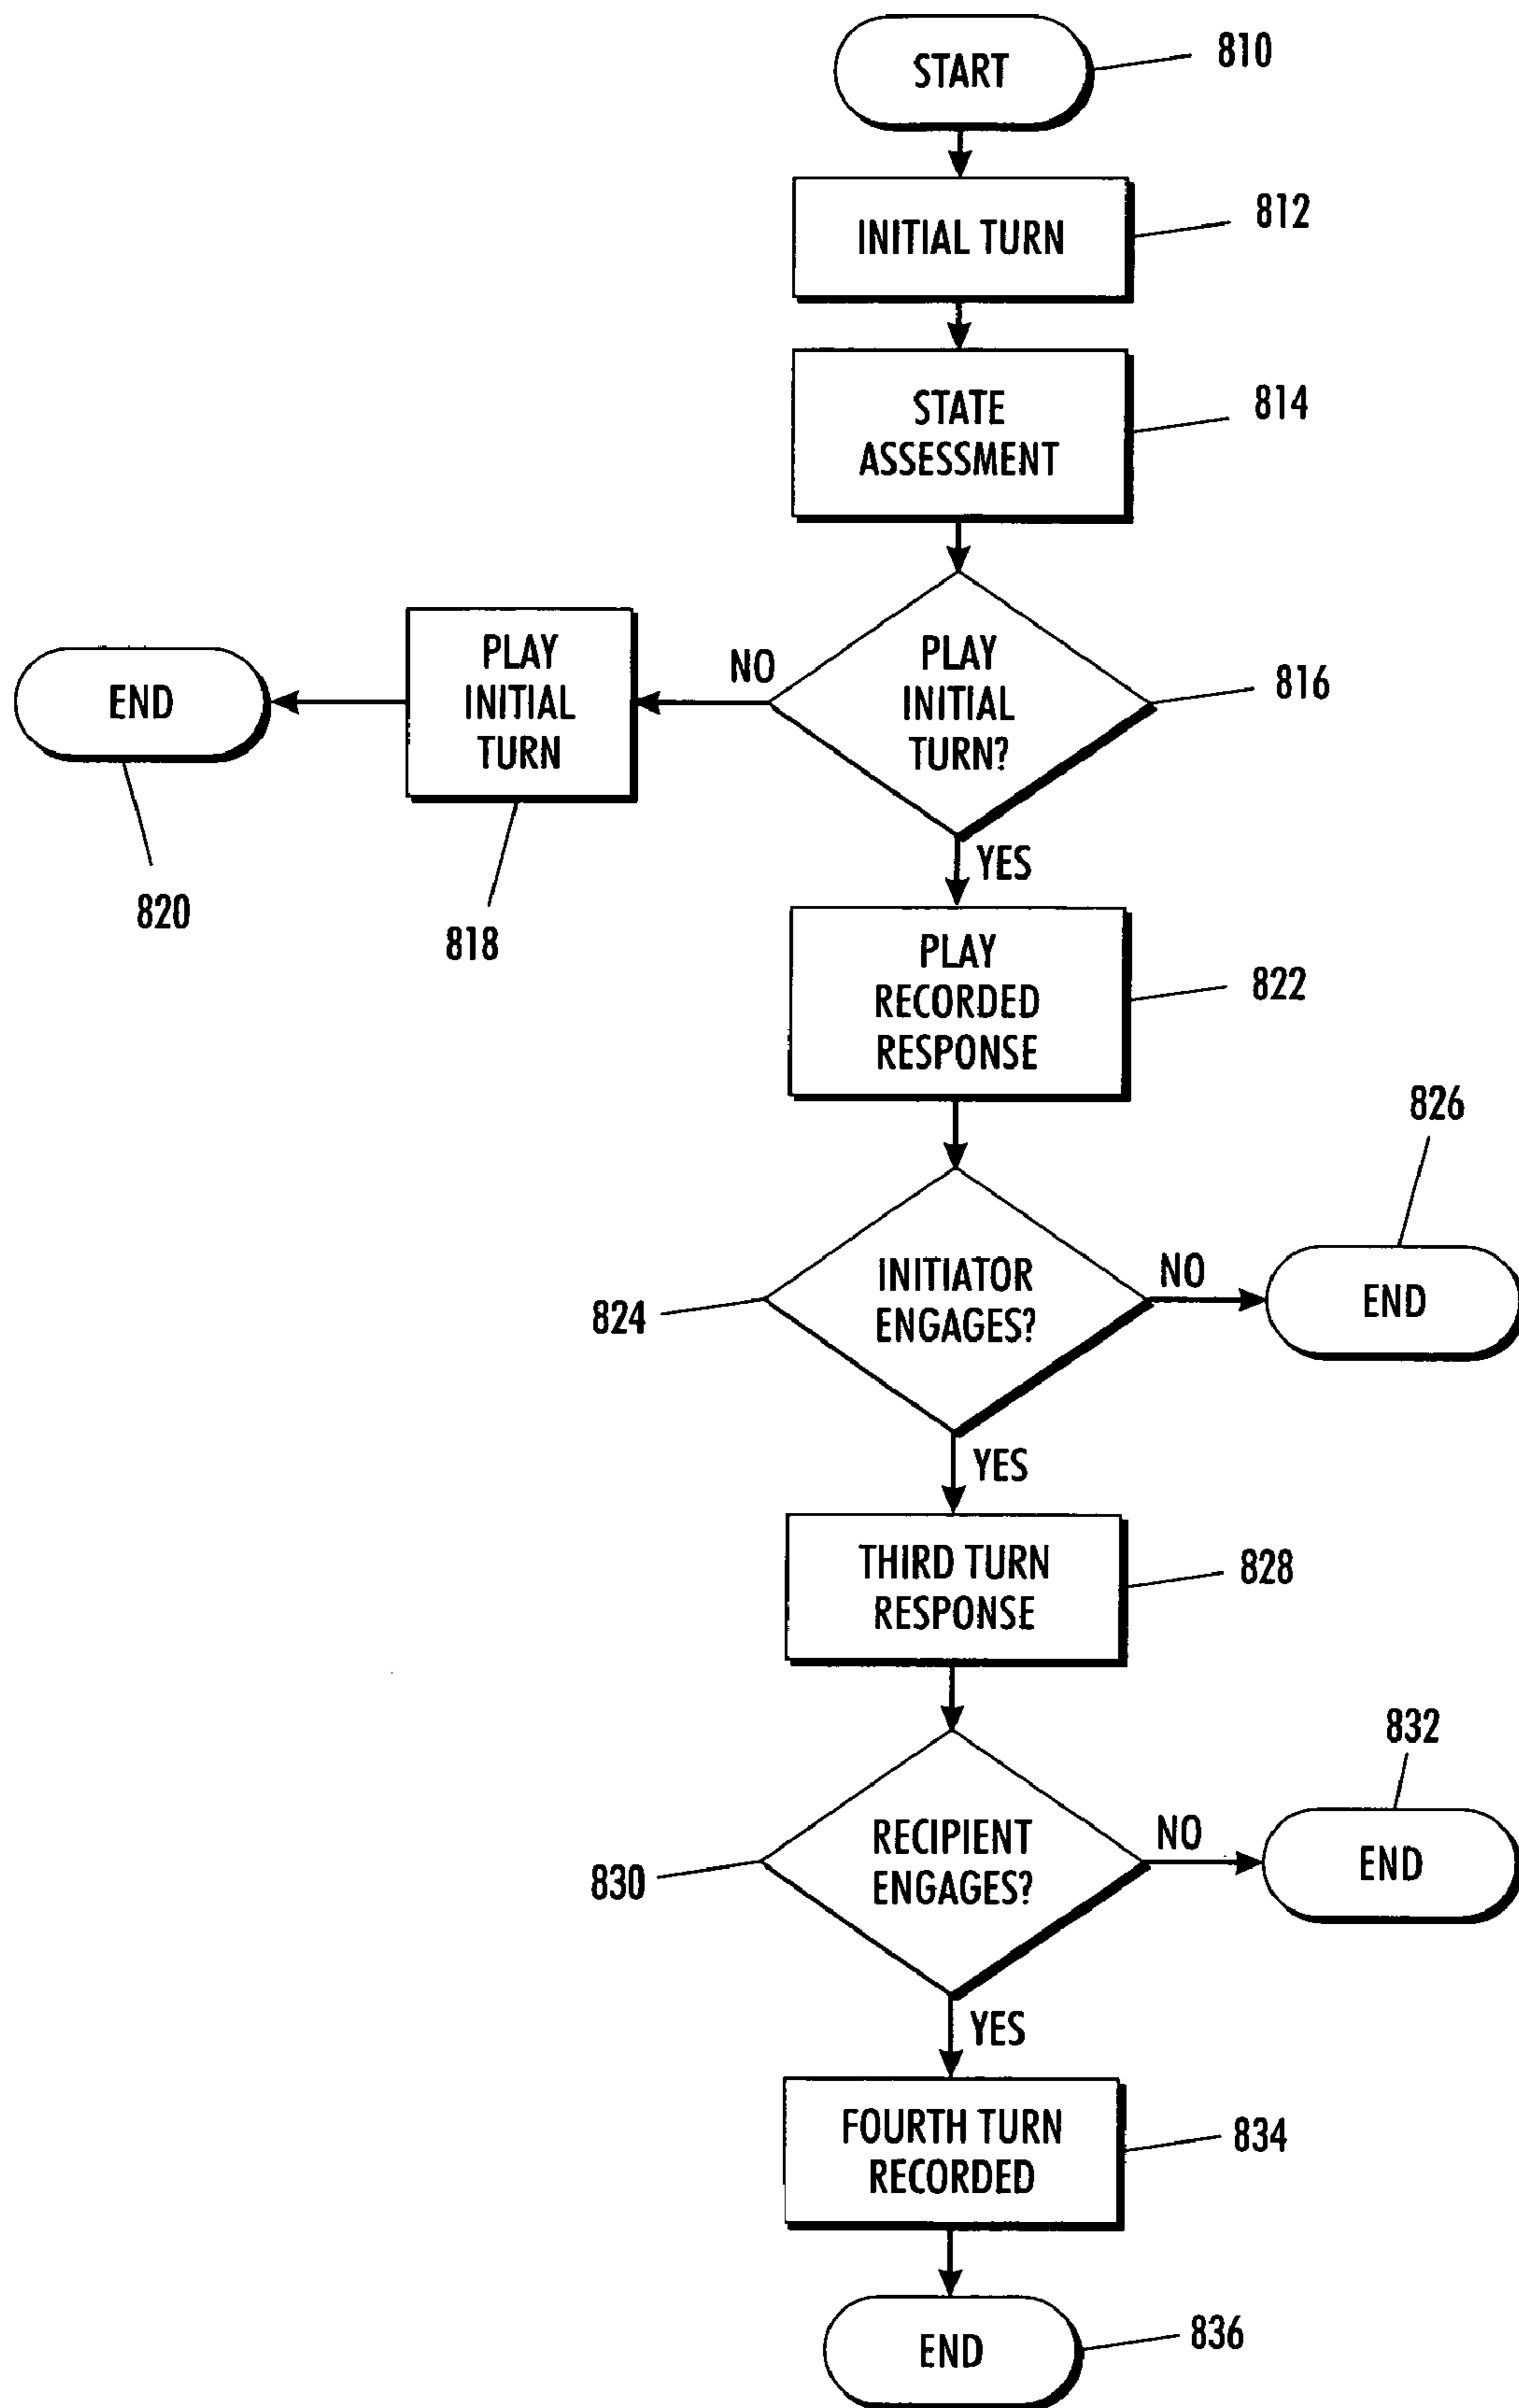 START
810
INITIAL TURN
812
STATE
ASSESSMENT
814
PLAY
INITIAL
TURN?
816
NO
PLAY
INITIAL
TURN
818
END
820
YES
PLAY
RECORDED
RESPONSE
822
INITIATOR
ENGAGES?
824
NO
END
826
YES
THIRD TURN
RESPONSE
828
RECIPIENT
ENGAGES?
830
NO
END
832
YES
FOURTH TURN
RECORDED
834
END
836